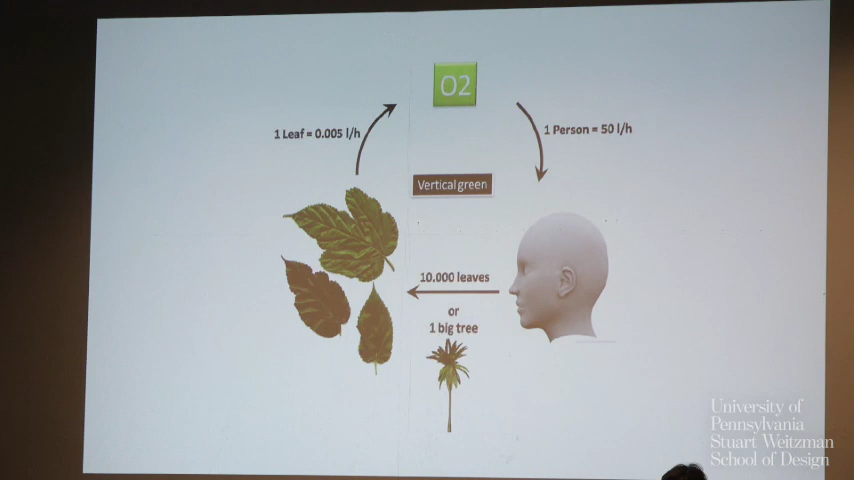 O2
1 Leaf = 0.005 l/h
1 Person = 50 l/h
Vertical green
10.000 leaves
or
1 big tree
University of
Pennsylvania
Stuart Weitzman
School of Design